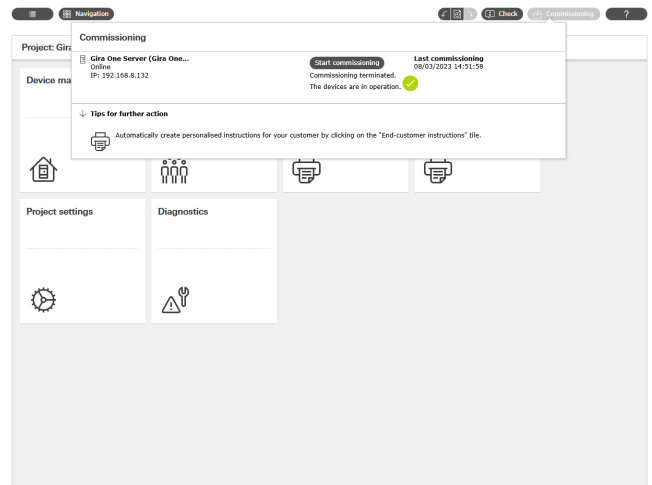 Navigation
Check
Commissioning
?
Commissioning
Project: Gira
Gira One Server (Gira One...
Online
IP: 192.168.8.132
Start commissioning
Commissioning terminated.
The devices are in operation.
Last commissioning
08/03/2023 14:51:58
Device ma
Tips for further action
Automatically create personalised instructions for your customer by clicking on the "End-customer instructions" tile.
Project settings
Diagnostics